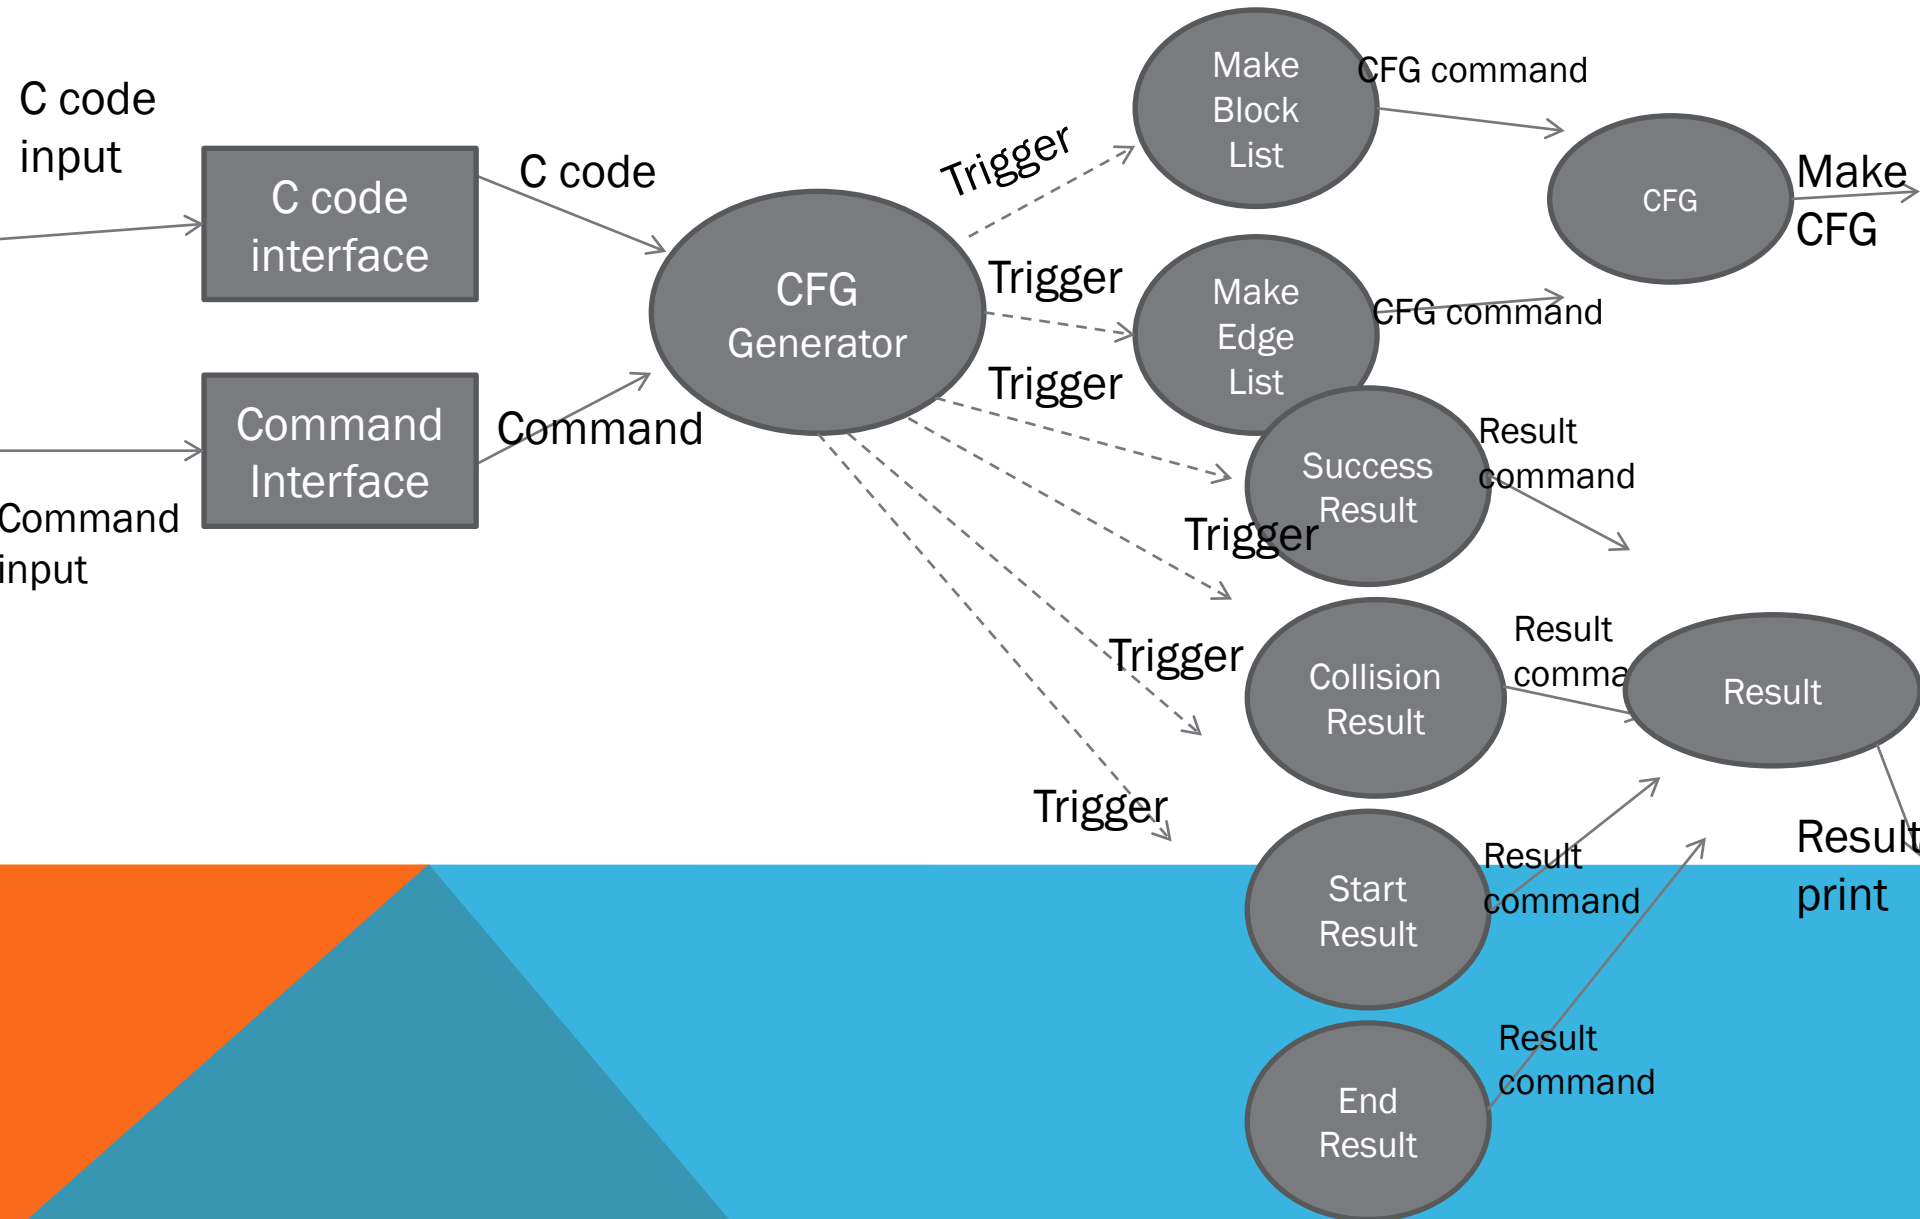 C code
input
C code
interface
C code
Command
Interface
Command
Command
input
CFG
Generator
Trigger
Trigger
Trigger
Trigger
Trigger
Trigger
Make
Block
List
CFG command
Make
Edge
List
CFG command
CFG
Make
CFG
Success
Result
Result
command
Collision
Result
Result
comma
Result
Start
Result
Result
command
Result
print
End
Result
Result
command